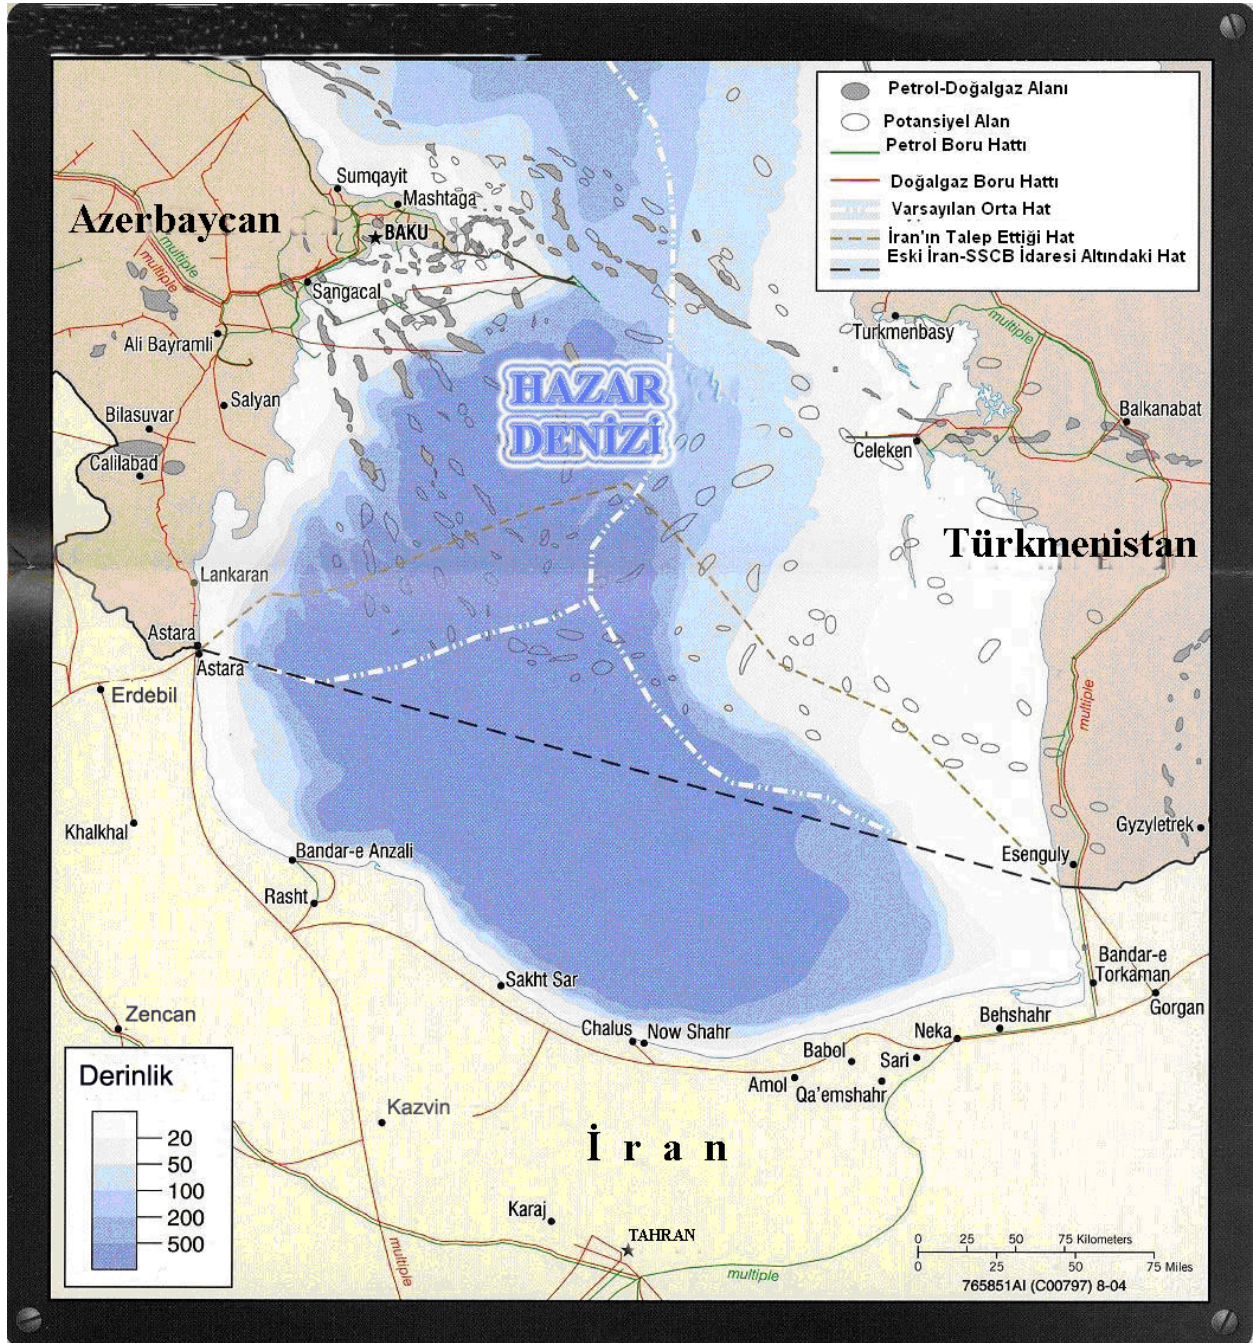 Petrol-Doğalgaz Alanı
Potansiyel Alan
Petrol Boru Hattı
Doğalgaz Boru Hattı
Varsayılan Orta Hat
İran'ın Talep Ettiği Hat
Eski İran-SSCB İdaresi Altındaki Hat
Sumqayit
Mashtaga
Azerbaycan
BAKU
multiple
multiple
Sangacal
Ali Bayramli
Turkmenbasy
multiple
HAZAR
DENİZİ
Salyan
Bilasuvar
Balkanabat
Calilabad
Celeken
Türkmenistan
Lankaran
Astara
Astara
Erdebil
multiple
Khalkhal
Gyzyletrek
Bandar-e Anzali
Esenguly
Rasht
Bandar-e
Torkaman
Sakht Sar
Gorgan
Zencan
Chalus
Now Shahr
Behshahr
Neka
Babol
Sari
Amol
Qa'emshahr
Derinlik
20
50
100
200
500
Kazvin
İran
Karaj
TAHRAN
multiple
multiple
0 25 50 75 Kilometers
0 25 50 75 Miles
765851AI (C00797) 8-04